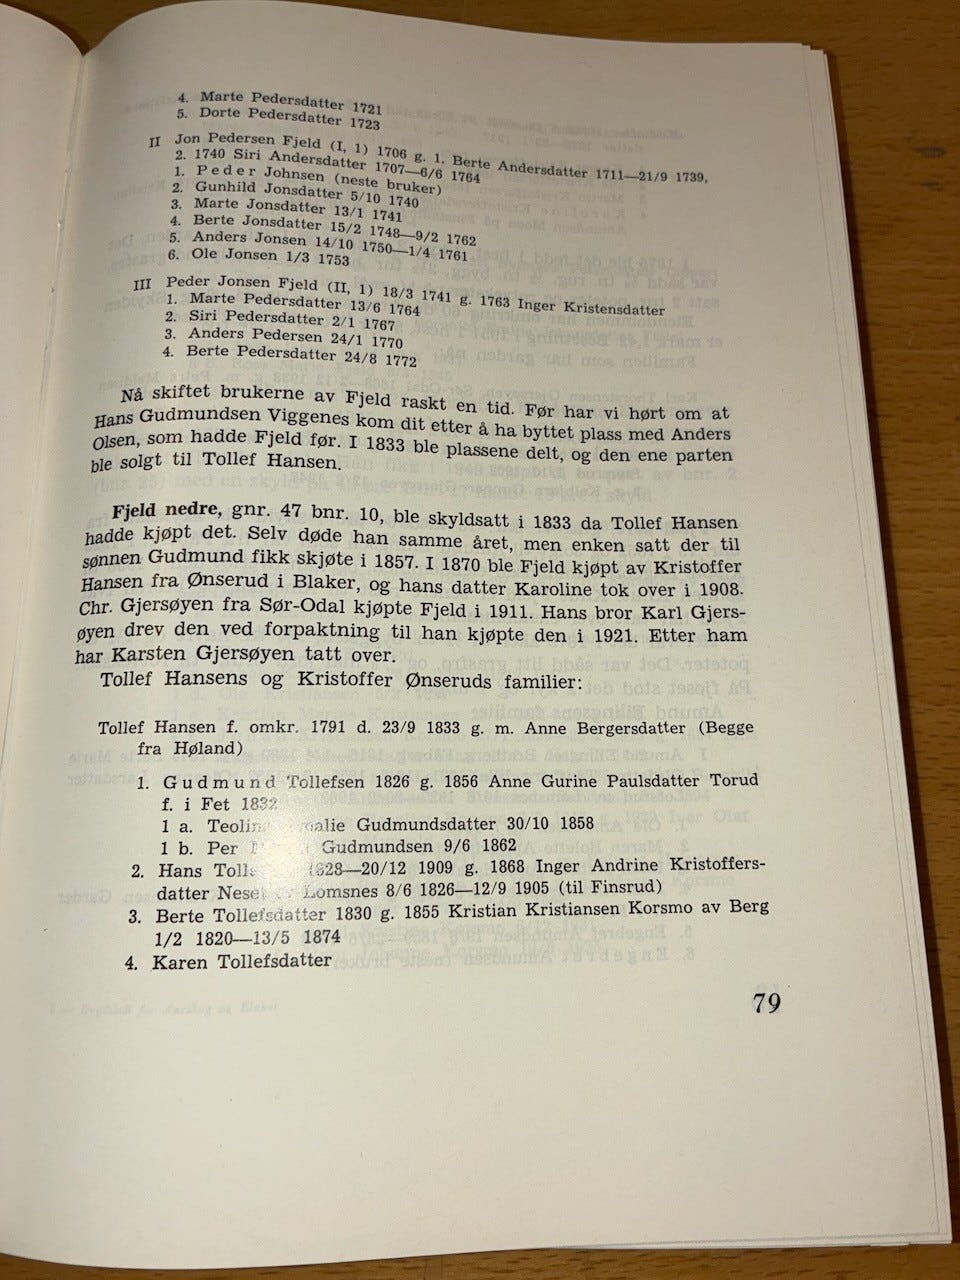 4. Marte Pedersdatter 1721
5. Dorte Pedersdatter 1723
II Jon Pedersen Fjeld (I, 1) 1706 g. 1. Berte Andersdatter 1711—21/9 1739,
2. 1740 Siri Andersdatter 1707—6/6 1764
1. Peder Johnsen (neste bruker)
2. Gunhild Jonsdatter 5/10 1740
3. Marte Jonsdatter 13/1 1741
4. Berte Jonsdatter 15/2 1748—9/2 1762
5. Anders Jonsen 14/10 1750—1/4 1761
6. Ole Jonsen 1/3 1753
III Peder Jonsen Fjeld (II, 1) 18/3 1741 g. 1763 Inger Kristensdatter
1. Marte Pedersdatter 13/6 1764
2. Siri Pedersdatter 2/1 1767
3. Anders Pedersen 24/1 1770
4. Berte Pedersdatter 24/8 1772
Nå skiftet brukerne av Fjeld raskt en tid. Før har vi hørt om at
Hans Gudmundsen Viggenes kom dit etter å ha byttet plass med Anders
Olsen, som hadde Fjeld før. I 1833 ble plassene delt, og den ene parten
ble solgt til Tollef Hansen.
Fjeld nedre, gnr. 47 bnr. 10, ble skyldsatt i 1833 da Tollef Hansen
hadde kjøpt det. Selv døde han samme året, men enken satt der til
sønnen Gudmund fikk skjøte i 1857. I 1870 ble Fjeld kjøpt av Kristoffer
Hansen fra Ønserud i Blaker, og hans datter Karoline tok over i 1908.
Chr. Gjersøyen fra Sør-Odal kjøpte Fjeld i 1911. Hans bror Karl Gjers-
øyen drev den ved forpaktning til han kjøpte den i 1921. Etter ham
har Karsten Gjersøyen tatt over.
Tollef Hansens og Kristoffer Ønseruds familier:
Tollef Hansen f. omkr. 1791 d. 23/9 1833 g. m. Anne Bergersdatter (Begge
fra Høland)
1. Gudmund Tollefsen 1826 g. 1856 Anne Gurine Paulsdatter Torud
f. i Fet 1832
1 a. Gudmundsdatter 30/10 1858
1 b. Per Gudmundsen 9/6 1862
2. Hans 1828—20/12 1909 g. 1868 Inger Andrine Kristoffers-
datter Lomsnes 8/6 1826—12/9 1905 (til Finsrud)
3. Berte Tollefsdatter 1830 g. 1855 Kristian Kristiansen Korsmo av Berg
1/2 1820—13/5 1874
4. Karen Tollefsdatter
79